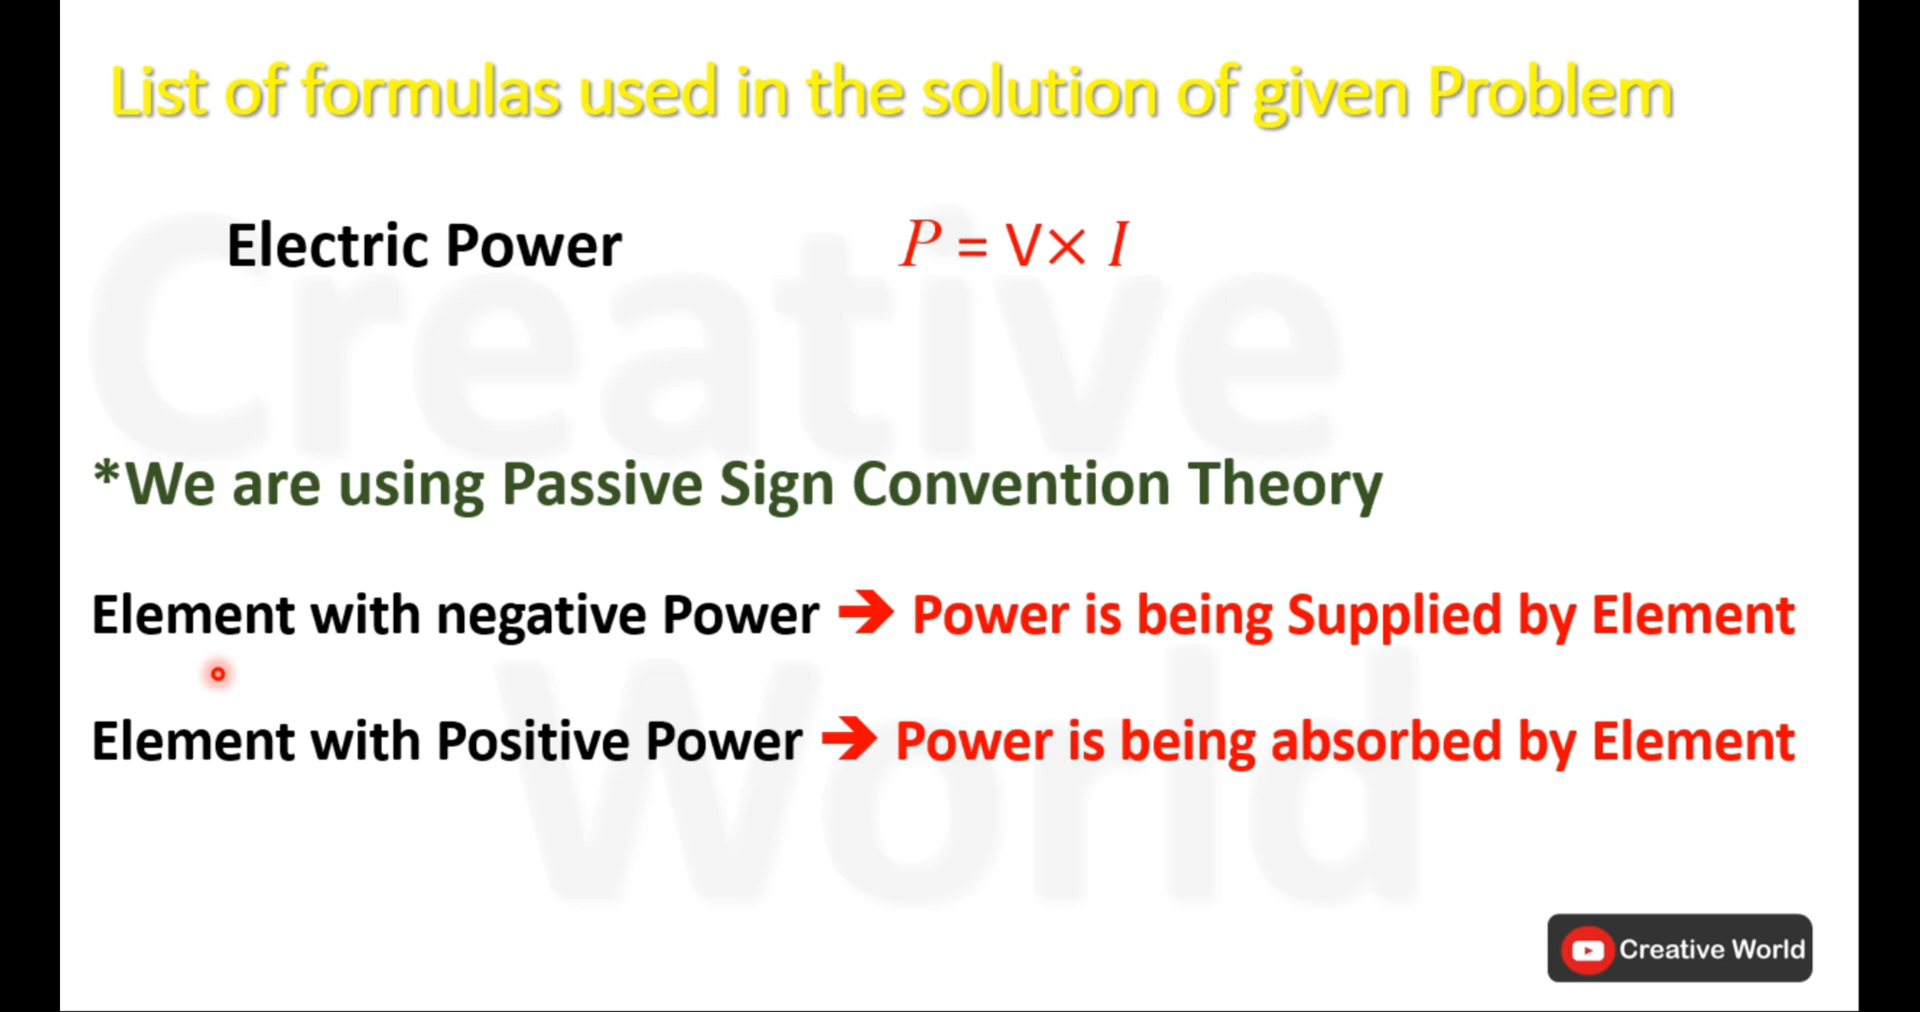 List of formulas used in the solution of given Problem
Electric Power P = V× I
*We are using Passive Sign Convention Theory
Element with negative Power ➔ Power is being Supplied by Element
Element with Positive Power ➔ Power is being absorbed by Element
Creative
World
Creative World